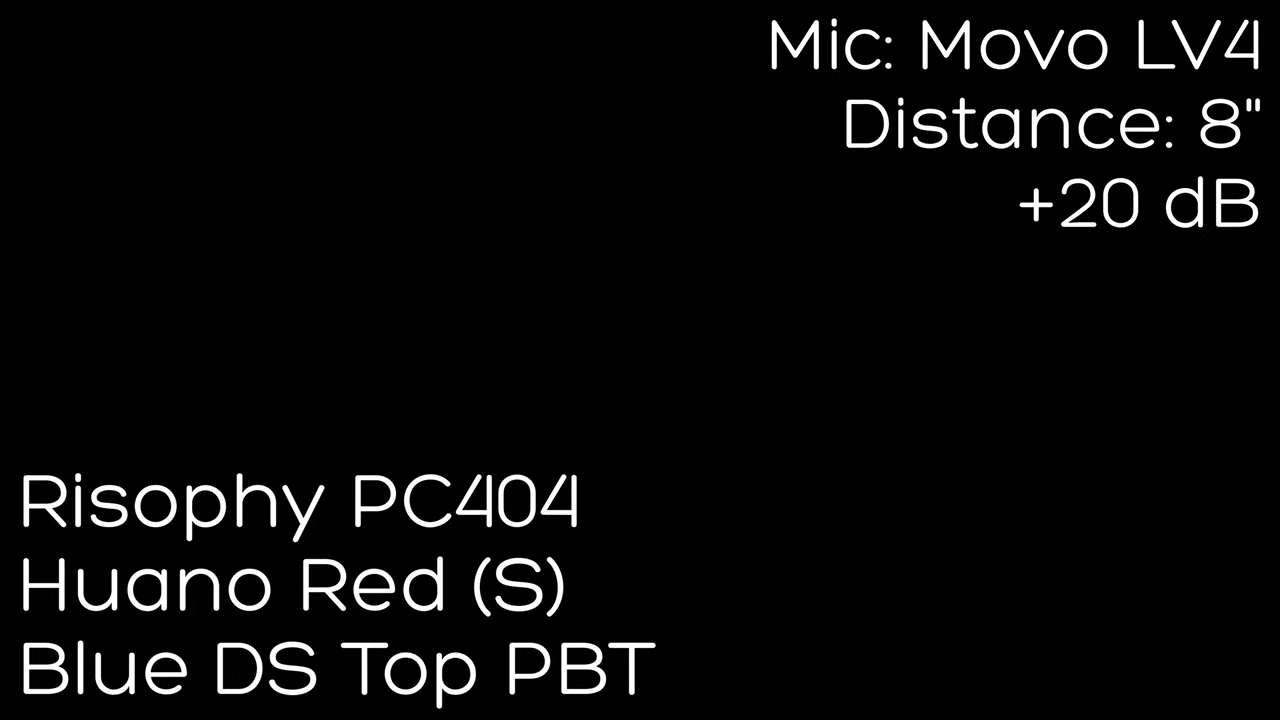 Mic: Movo LV4
Distance: 8"
+20 dB
Risophy PC404
Huano Red (S)
Blue DS Top PBT